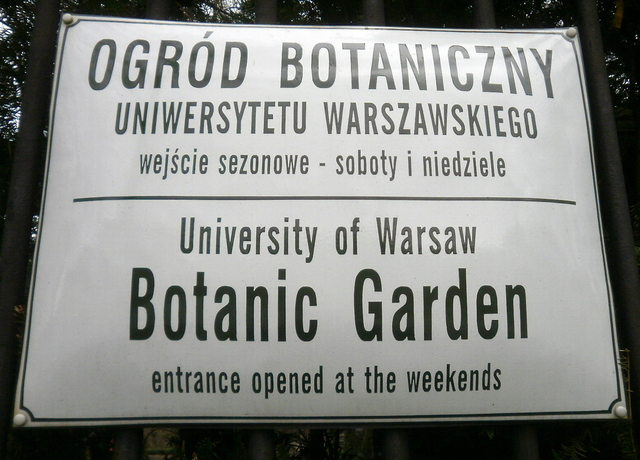 OGRÓD BOTANICZNY
UNIWERSYTETU WARSZAWSKIEGO
wejście sezonowe - soboty i niedziele
University of Warsaw
Botanic Garden
entrance opened at the weekends